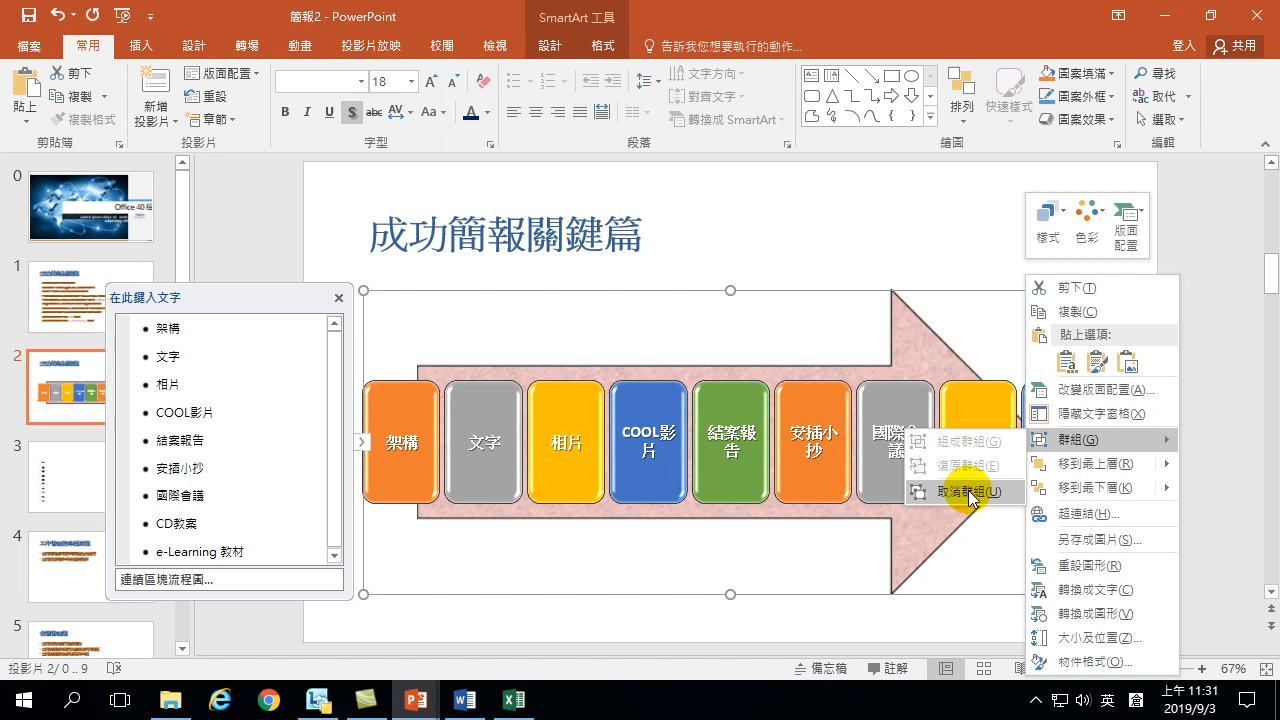 簡報2 - PowerPoint
SmartArt 工具
檔案
常用
插入
設計
轉場
動畫
投影片放映
校閱
檢視
設計
格式
告訴我您想要執行的動作...
登入
共用
貼上
剪下
複製
複製格式
剪貼簿
新增
投影片
版面配置
重設
章節
投影片
18
B I U S abc AV Aa A
字型
文字方向
對齊文字
轉換成 SmartArt
段落
排列
快速樣式
圖案填滿
圖案外框
圖案效果
繪圖
尋找
取代
選取
編輯
0
Office 40 招
1
2
3
4
5
成功簡報關鍵篇
在此鍵入文字
架構
文字
相片
COOL影片
結案報告
安插小抄
國際會議
CD教案
e-Learning 教材
連續區塊流程圖...
架構
文字
相片
COOL影
片
結案報
告
安插小
抄
樣式
色彩
版面
配置
剪下(T)
複製(C)
貼上選項:
改變版面配置(A)...
隱藏文字窗格(X)
群組(G)
移到最上層(R)
移到最下層(K)
超連結(H)...
另存成圖片(S)...
重設圖形(R)
轉換成文字(C)
轉換成圖形(V)
大小及位置(Z)...
物件格式(O)...
組成群組(G)
復原群組(E)
取消群組(U)
投影片 2/ 0 .. 9
備忘稿
註解
67%
英
上午 11:31
2019/9/3